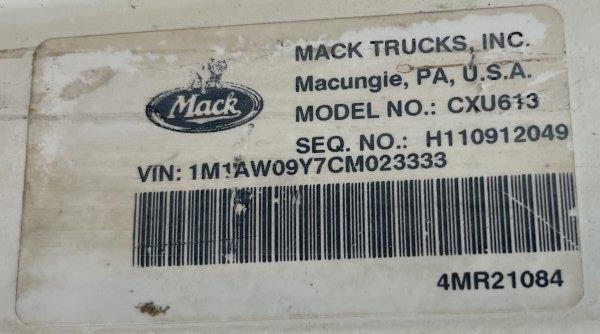 MACK TRUCKS, INC.
Macungie, PA, U.S.A.
Mack
MODEL NO.: CXU613
SEQ. NO.: H110912049
VIN: 1M1AW09Y7CM023333
4MR21084